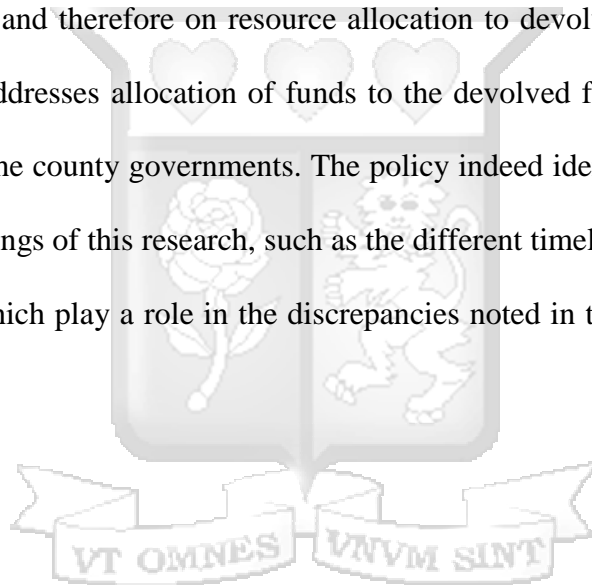 and therefore on resource allocation to devol
ddresses allocation of funds to the devolved f
ne county governments. The policy indeed ide
ngs of this research, such as the different timel
hich play a role in the discrepancies noted in t
VT OMNES VNVM SINT